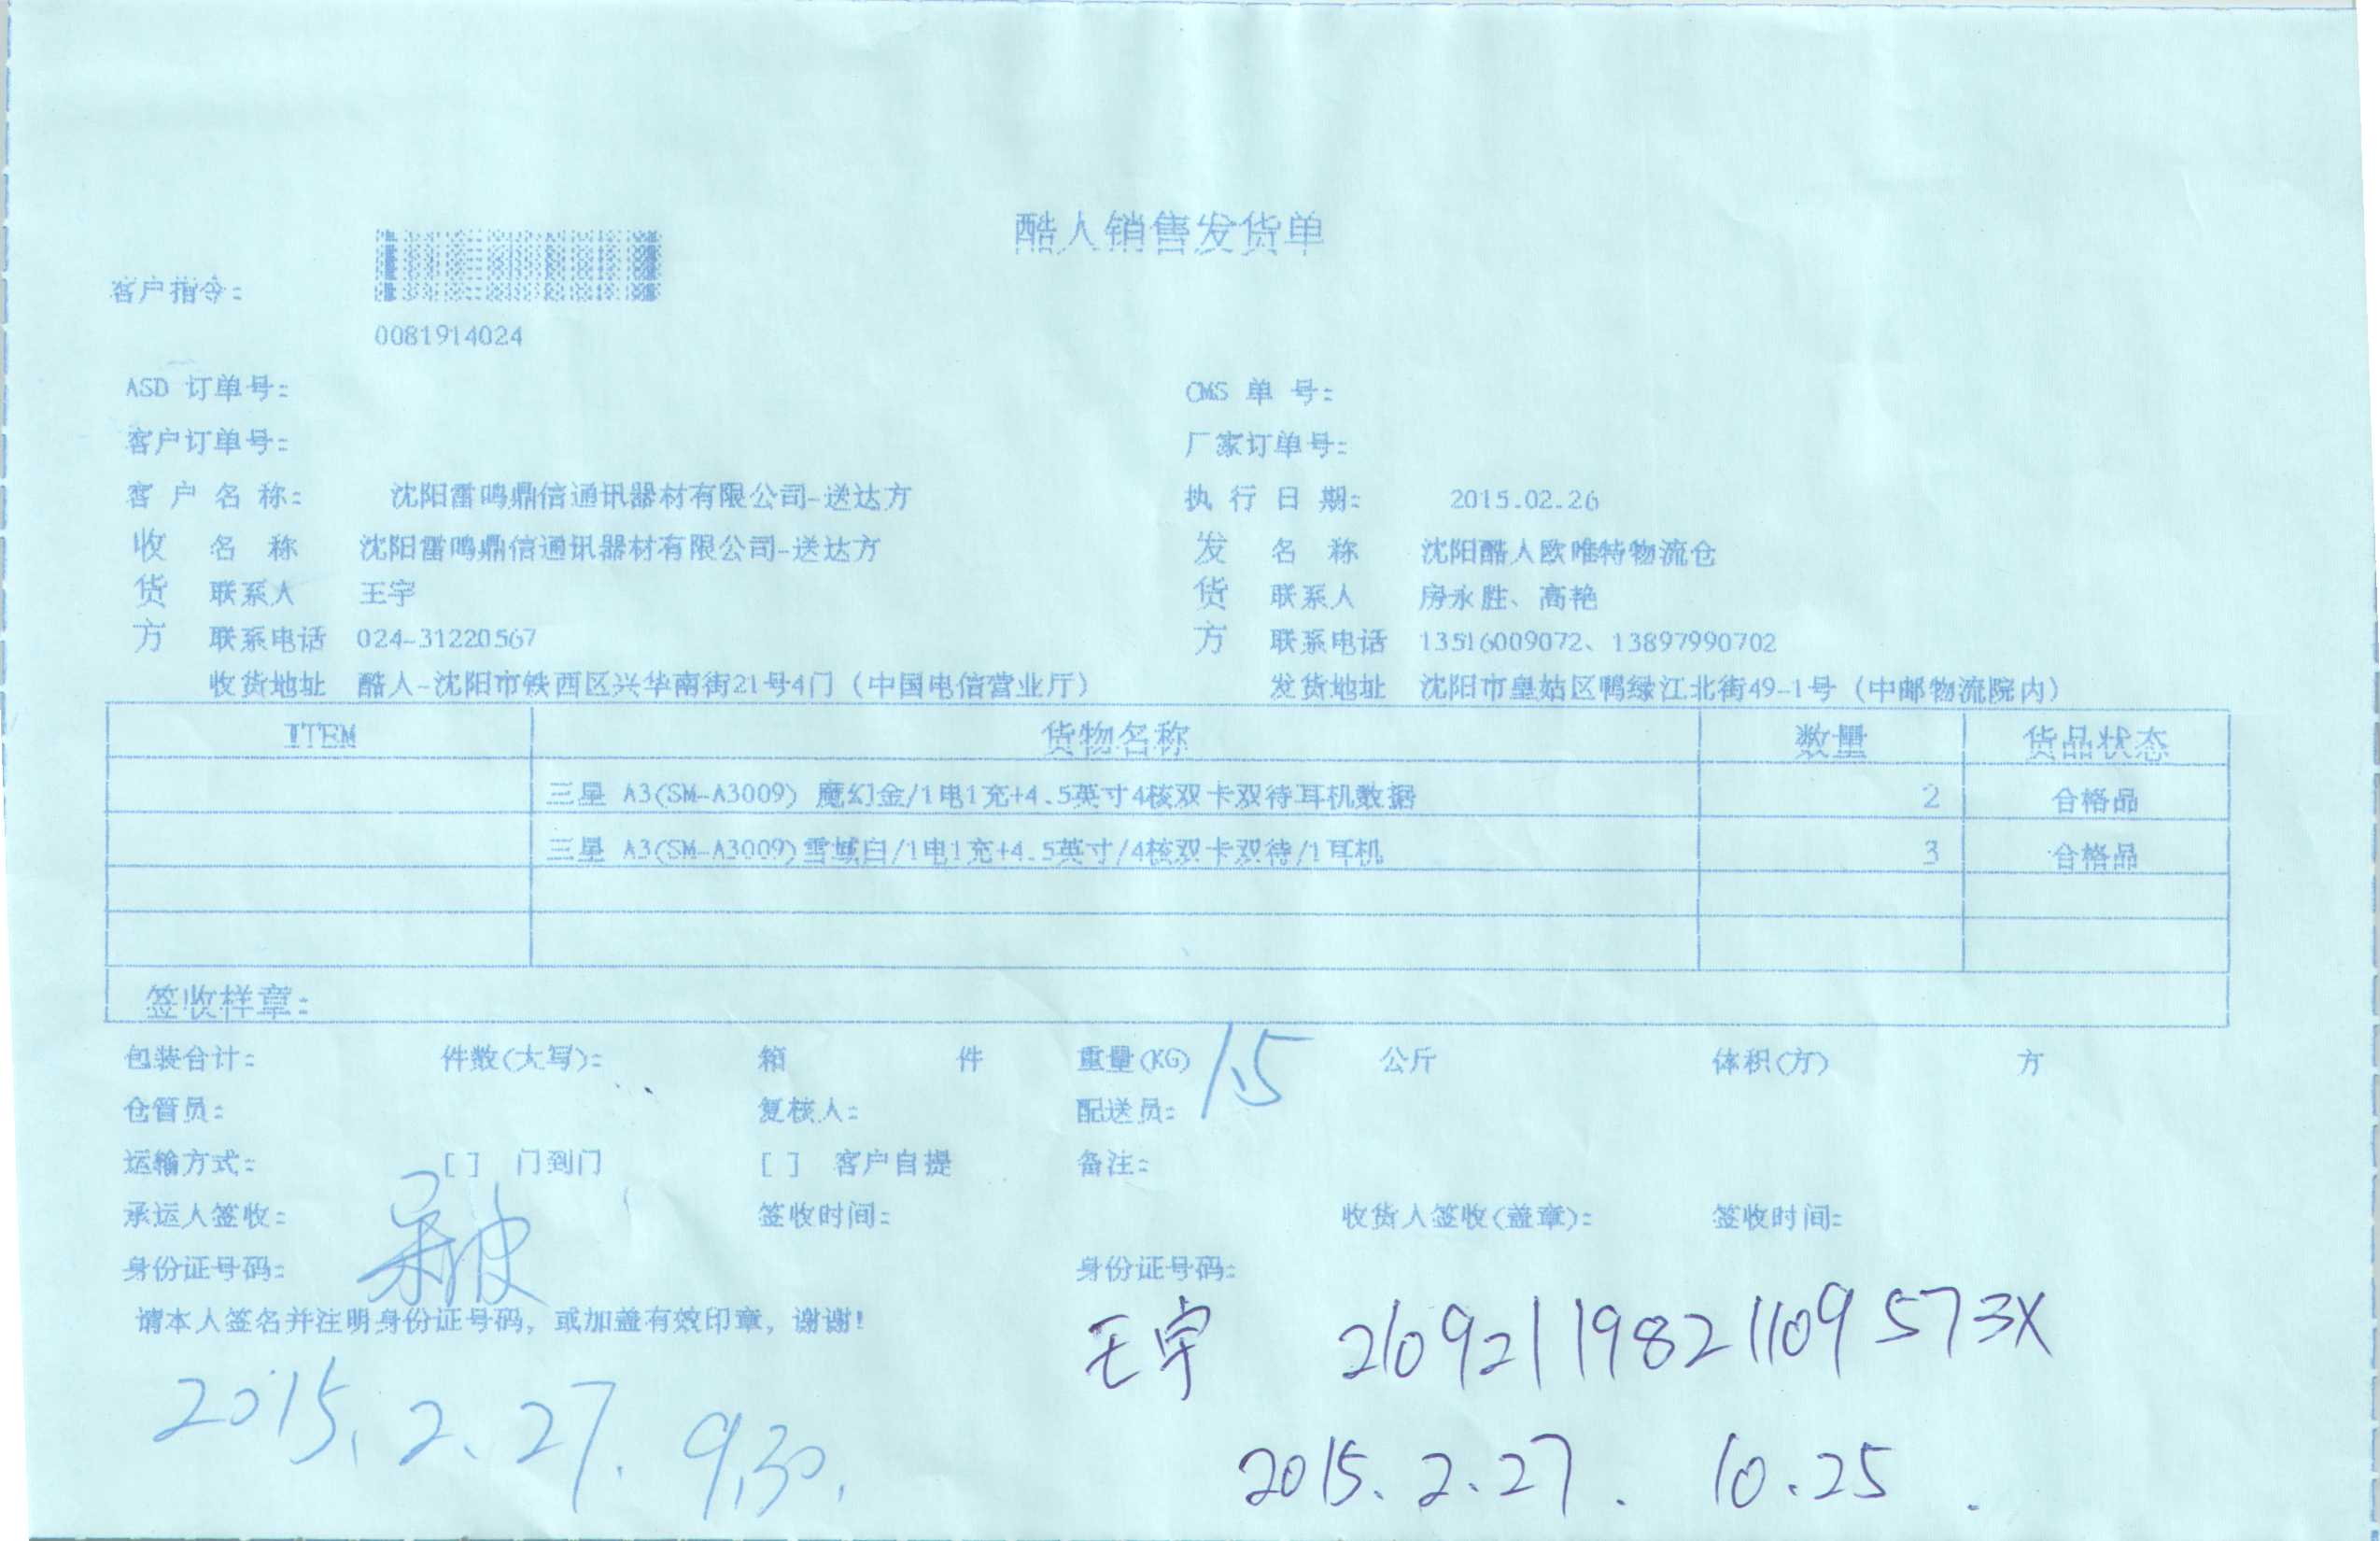 酷人销售发货单
客户指令:
0081914024
ASD 订单号: CMS 单 号:
客户订单号: 厂家订单号:
客 户 名 称: 沈阳雷鸣鼎信通讯器材有限公司-送达方 执 行 日 期: 2015.02.26
收 名 称 沈阳雷鸣鼎信通讯器材有限公司-送达方 发 名 称 沈阳酷人欧唯特物流仓
货 联系人 王宇 货 联系人 房永胜、高艳
方 联系电话 024-31220567 方 联系电话 13516009072、13897990702
收货地址 酷人-沈阳市铁西区兴华南街21号4门（中国电信营业厅） 发货地址 沈阳市皇姑区鸭绿江北街49-1号（中邮物流院内）
ITEM 货物名称 数量 货品状态
三星 A3(SM-A3009) 魔幻金/1电1充+4.5英寸4核双卡双待耳机数据 2 合格品
三星 A3(SM-A3009)雪域白/1电1充+4.5英寸/4核双卡双待/1耳机 3 合格品
签收样章:
包装合计: 件数(大写): 箱 件 重量(KG) 1.5 公斤 体积(方) 方
仓管员: 复核人: 配送员:
运输方式: [ ] 门到门 [ ] 客户自提 备注:
承运人签收: 签收时间: 收货人签收(盖章): 签收时间:
身份证号码: 身份证号码:
请本人签名并注明身份证号码，或加盖有效印章，谢谢!
王宇 21092119821109573X
2015.2.27. 9.30.
2015.2.27. 10.25.